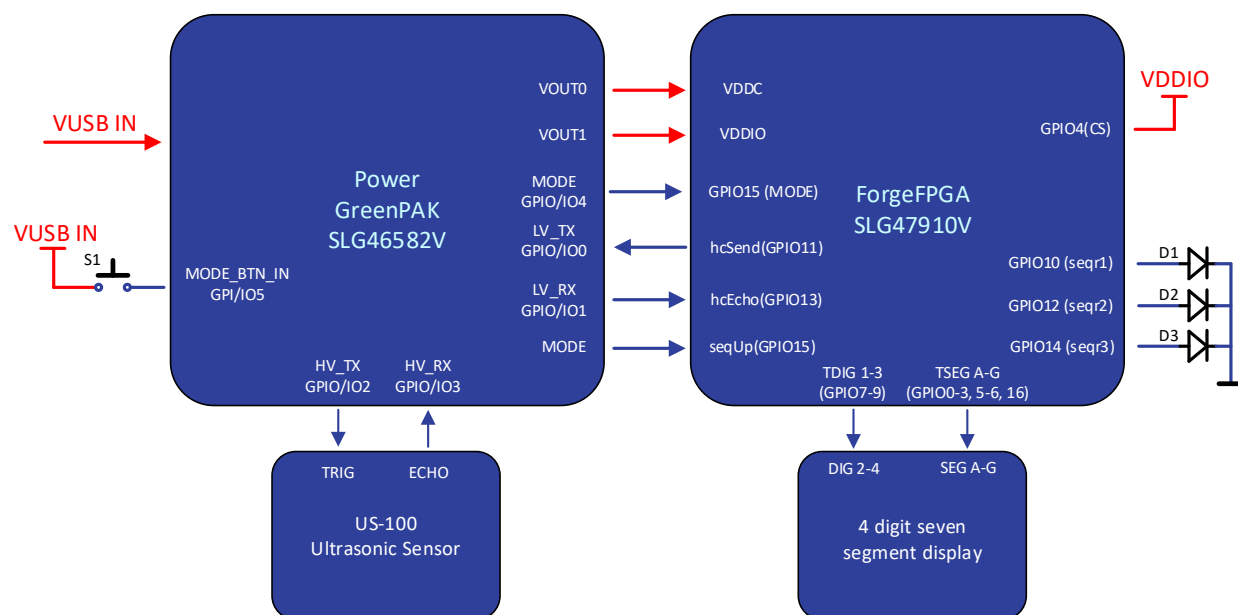 VUSB IN
VUSB IN
S1
MODE_BTN_IN
GPI/IO5
Power
GreenPAK
SLG46582V
VOUT0
VOUT1
MODE
GPIO/IO4
LV_TX
GPIO/IO0
LV_RX
GPIO/IO1
MODE
HV_TX
GPIO/IO2
HV_RX
GPIO/IO3
VDDC
VDDIO
GPIO15 (MODE)
hcSend(GPIO11)
hcEcho(GPIO13)
seqUp(GPIO15)
ForgeFPGA
SLG47910V
VDDIO
GPIO4(CS)
GPIO10 (seqr1)
GPIO12 (seqr2)
GPIO14 (seqr3)
D1
D2
D3
TDIG 1-3
(GPIO7-9)
TSEG A-G
(GPIO0-3, 5-6, 16)
TRIG
ECHO
US-100
Ultrasonic Sensor
DIG 2-4
SEG A-G
4 digit seven
segment display